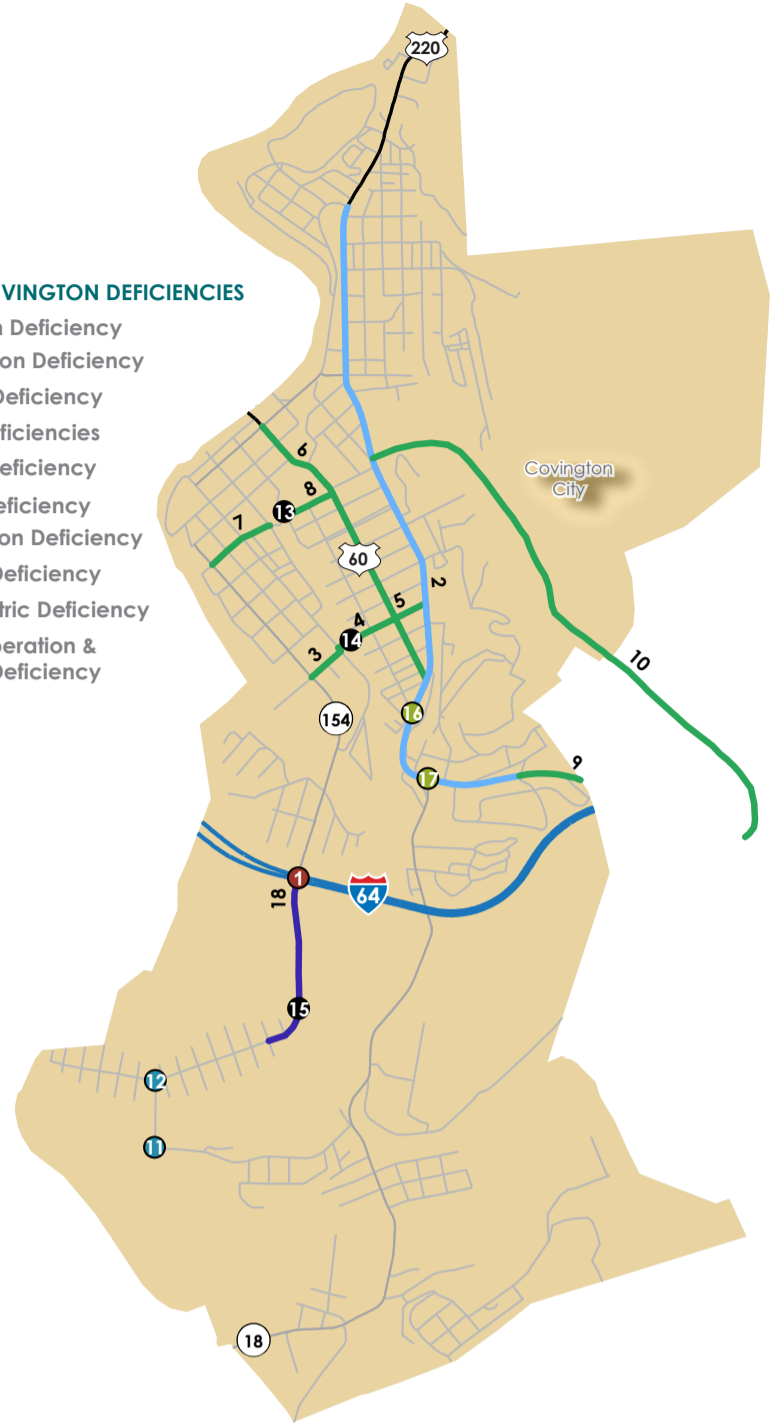 220
VINGTON DEFICIENCIES
Deficiency
on Deficiency
Deficiency
ficiencies
eficiency
eficiency
on Deficiency
Deficiency
tric Deficiency
eration &
Deficiency
Covington
City
6
8
13
7
60
2
5
4
14
3
10
154
16
9
17
1
18
64
15
12
11
18